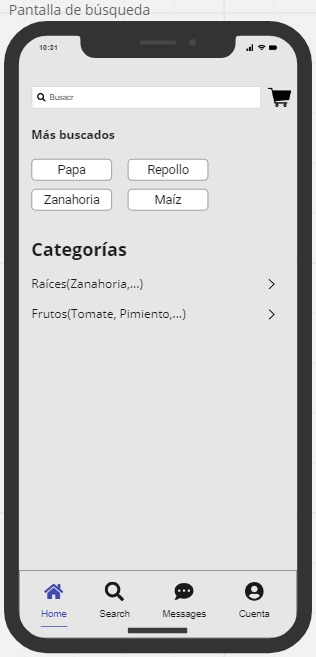 Pantalla de búsqueda
10:31
Busacr
Más buscados
Papa Repollo
Zanahoria Maíz
Categorías
Raíces(Zanahoria,...)
Frutos(Tomate, Pimiento,...)
Home Search Messages Cuenta